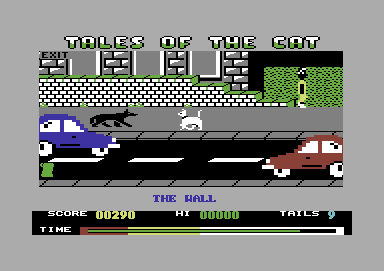 TALES OF THE CAT
EXIT
THE WALL
SCORE 00290 HI 00000 TAILS 9
TIME